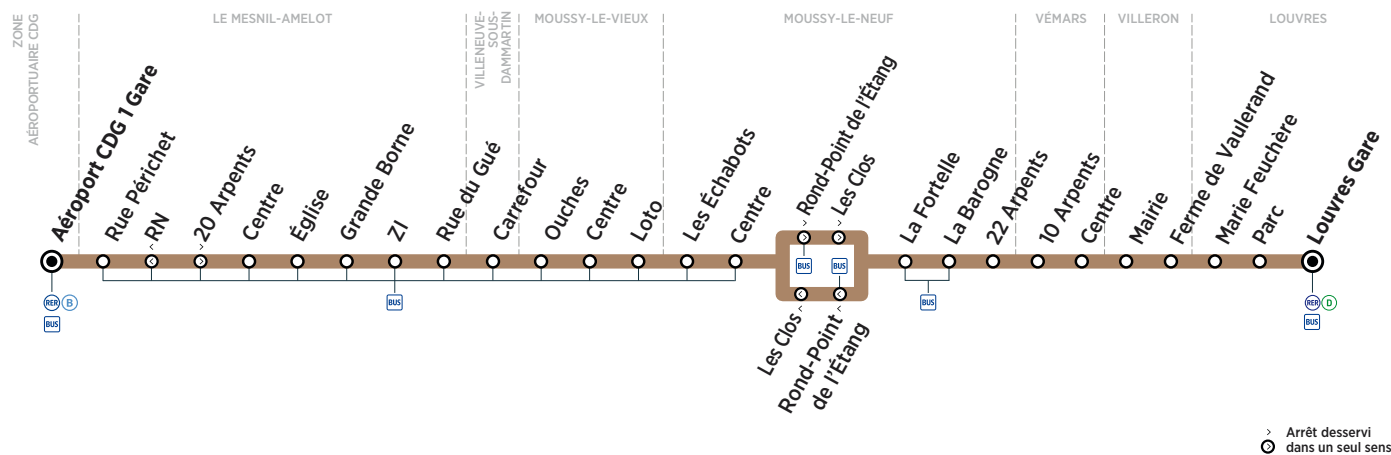 ZONE
AÉROPORTUAIRE CDG
LE MESNIL-AMELOT
VILLENEUVE-
SOUS-
DAMMARTIN
MOUSSY-LE-VIEUX
MOUSSY-LE-NEUF
VÉMARS
VILLERON
LOUVRES
Aéroport CDG 1 Gare
Rue Périchet
RN
20 Arpents
Centre
Église
Grande Borne
ZI
Rue du Gué
Carrefour
Ouches
Centre
Loto
Les Échabots
Centre
Rond-Point de l'Étang
Les Clos
La Fortelle
La Barogne
22 Arpents
10 Arpents
Centre
Mairie
Ferme de Vaulerand
Marie Feuchère
Parc
Louvres Gare
BUS
BUS
RER B
BUS
BUS
BUS
RER D
BUS
Les Clos
Rond-Point
de l'Étang
> Arrêt desservi
> dans un seul sens